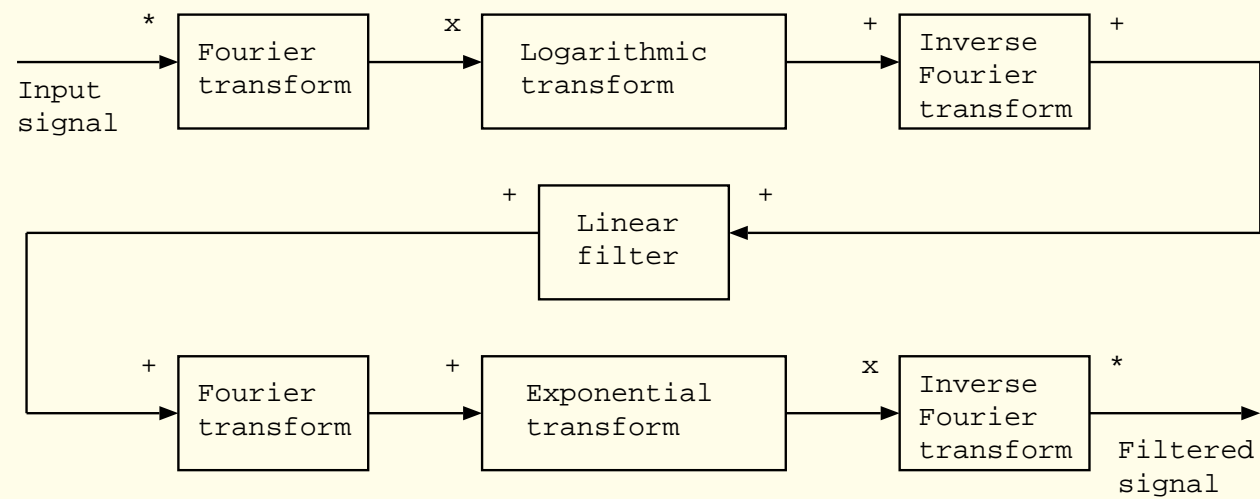 *
Fourier
transform
x
Logarithmic
transform
+
Inverse
Fourier
transform
+
Input
signal
+
Linear
filter
+
+
Fourier
transform
+
Exponential
transform
x
Inverse
Fourier
transform
*
Filtered
signal